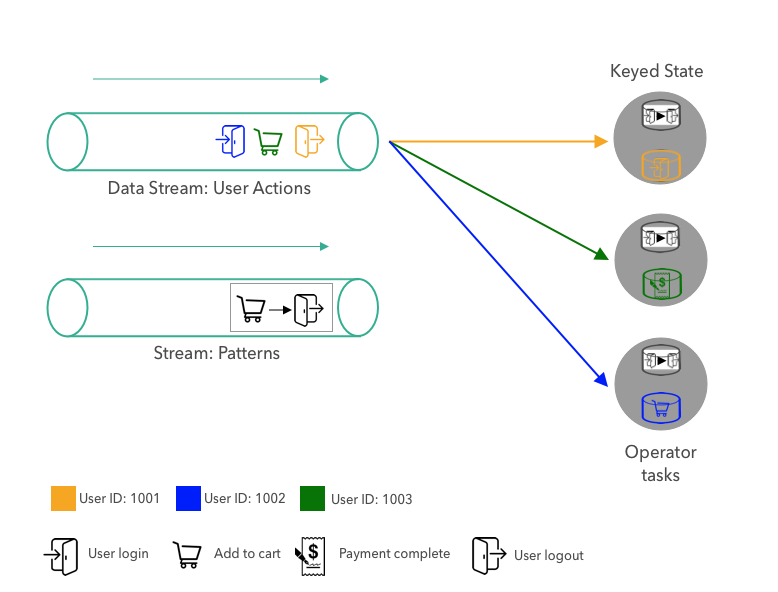 Keyed State
Data Stream: User Actions
Stream: Patterns
$
Operator
tasks
User ID: 1001
User ID: 1002
User ID: 1003
User login
Add to cart
$
Payment complete
User logout